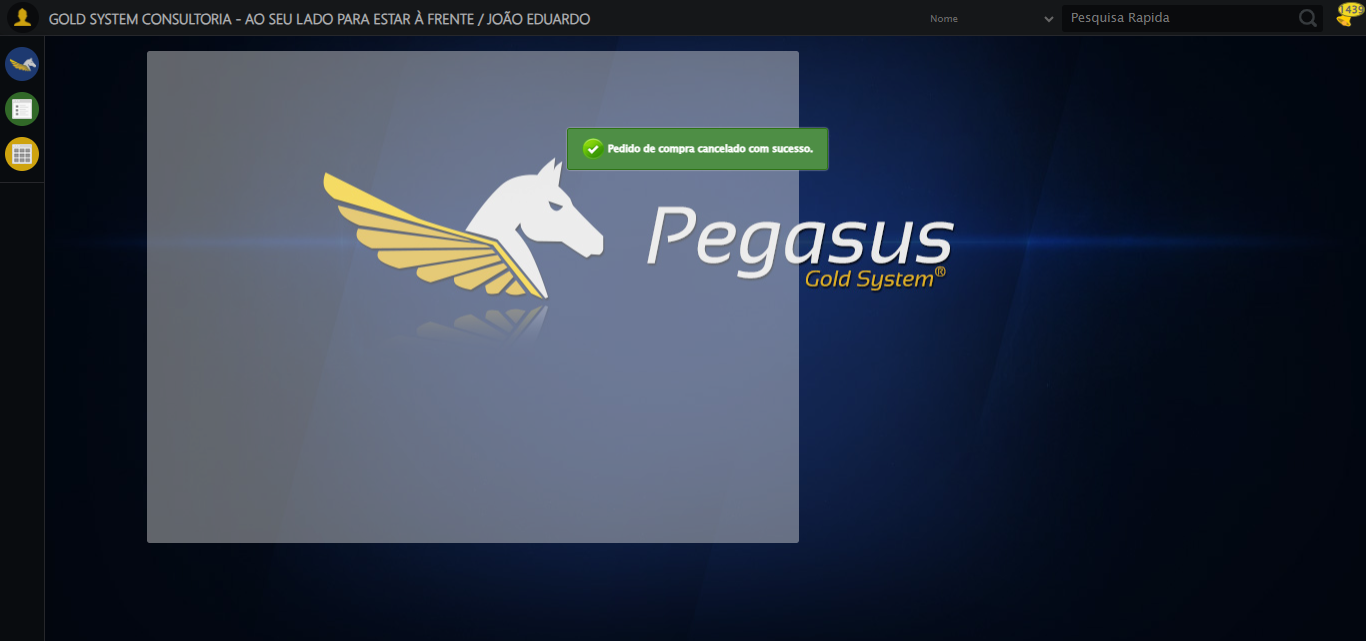 GOLD SYSTEM CONSULTORIA - AO SEU LADO PARA ESTAR À FRENTE / JOÃO EDUARDO
Nome
Pesquisa Rapida
1439
Pedido de compra cancelado com sucesso.
Pegasus
Gold System®